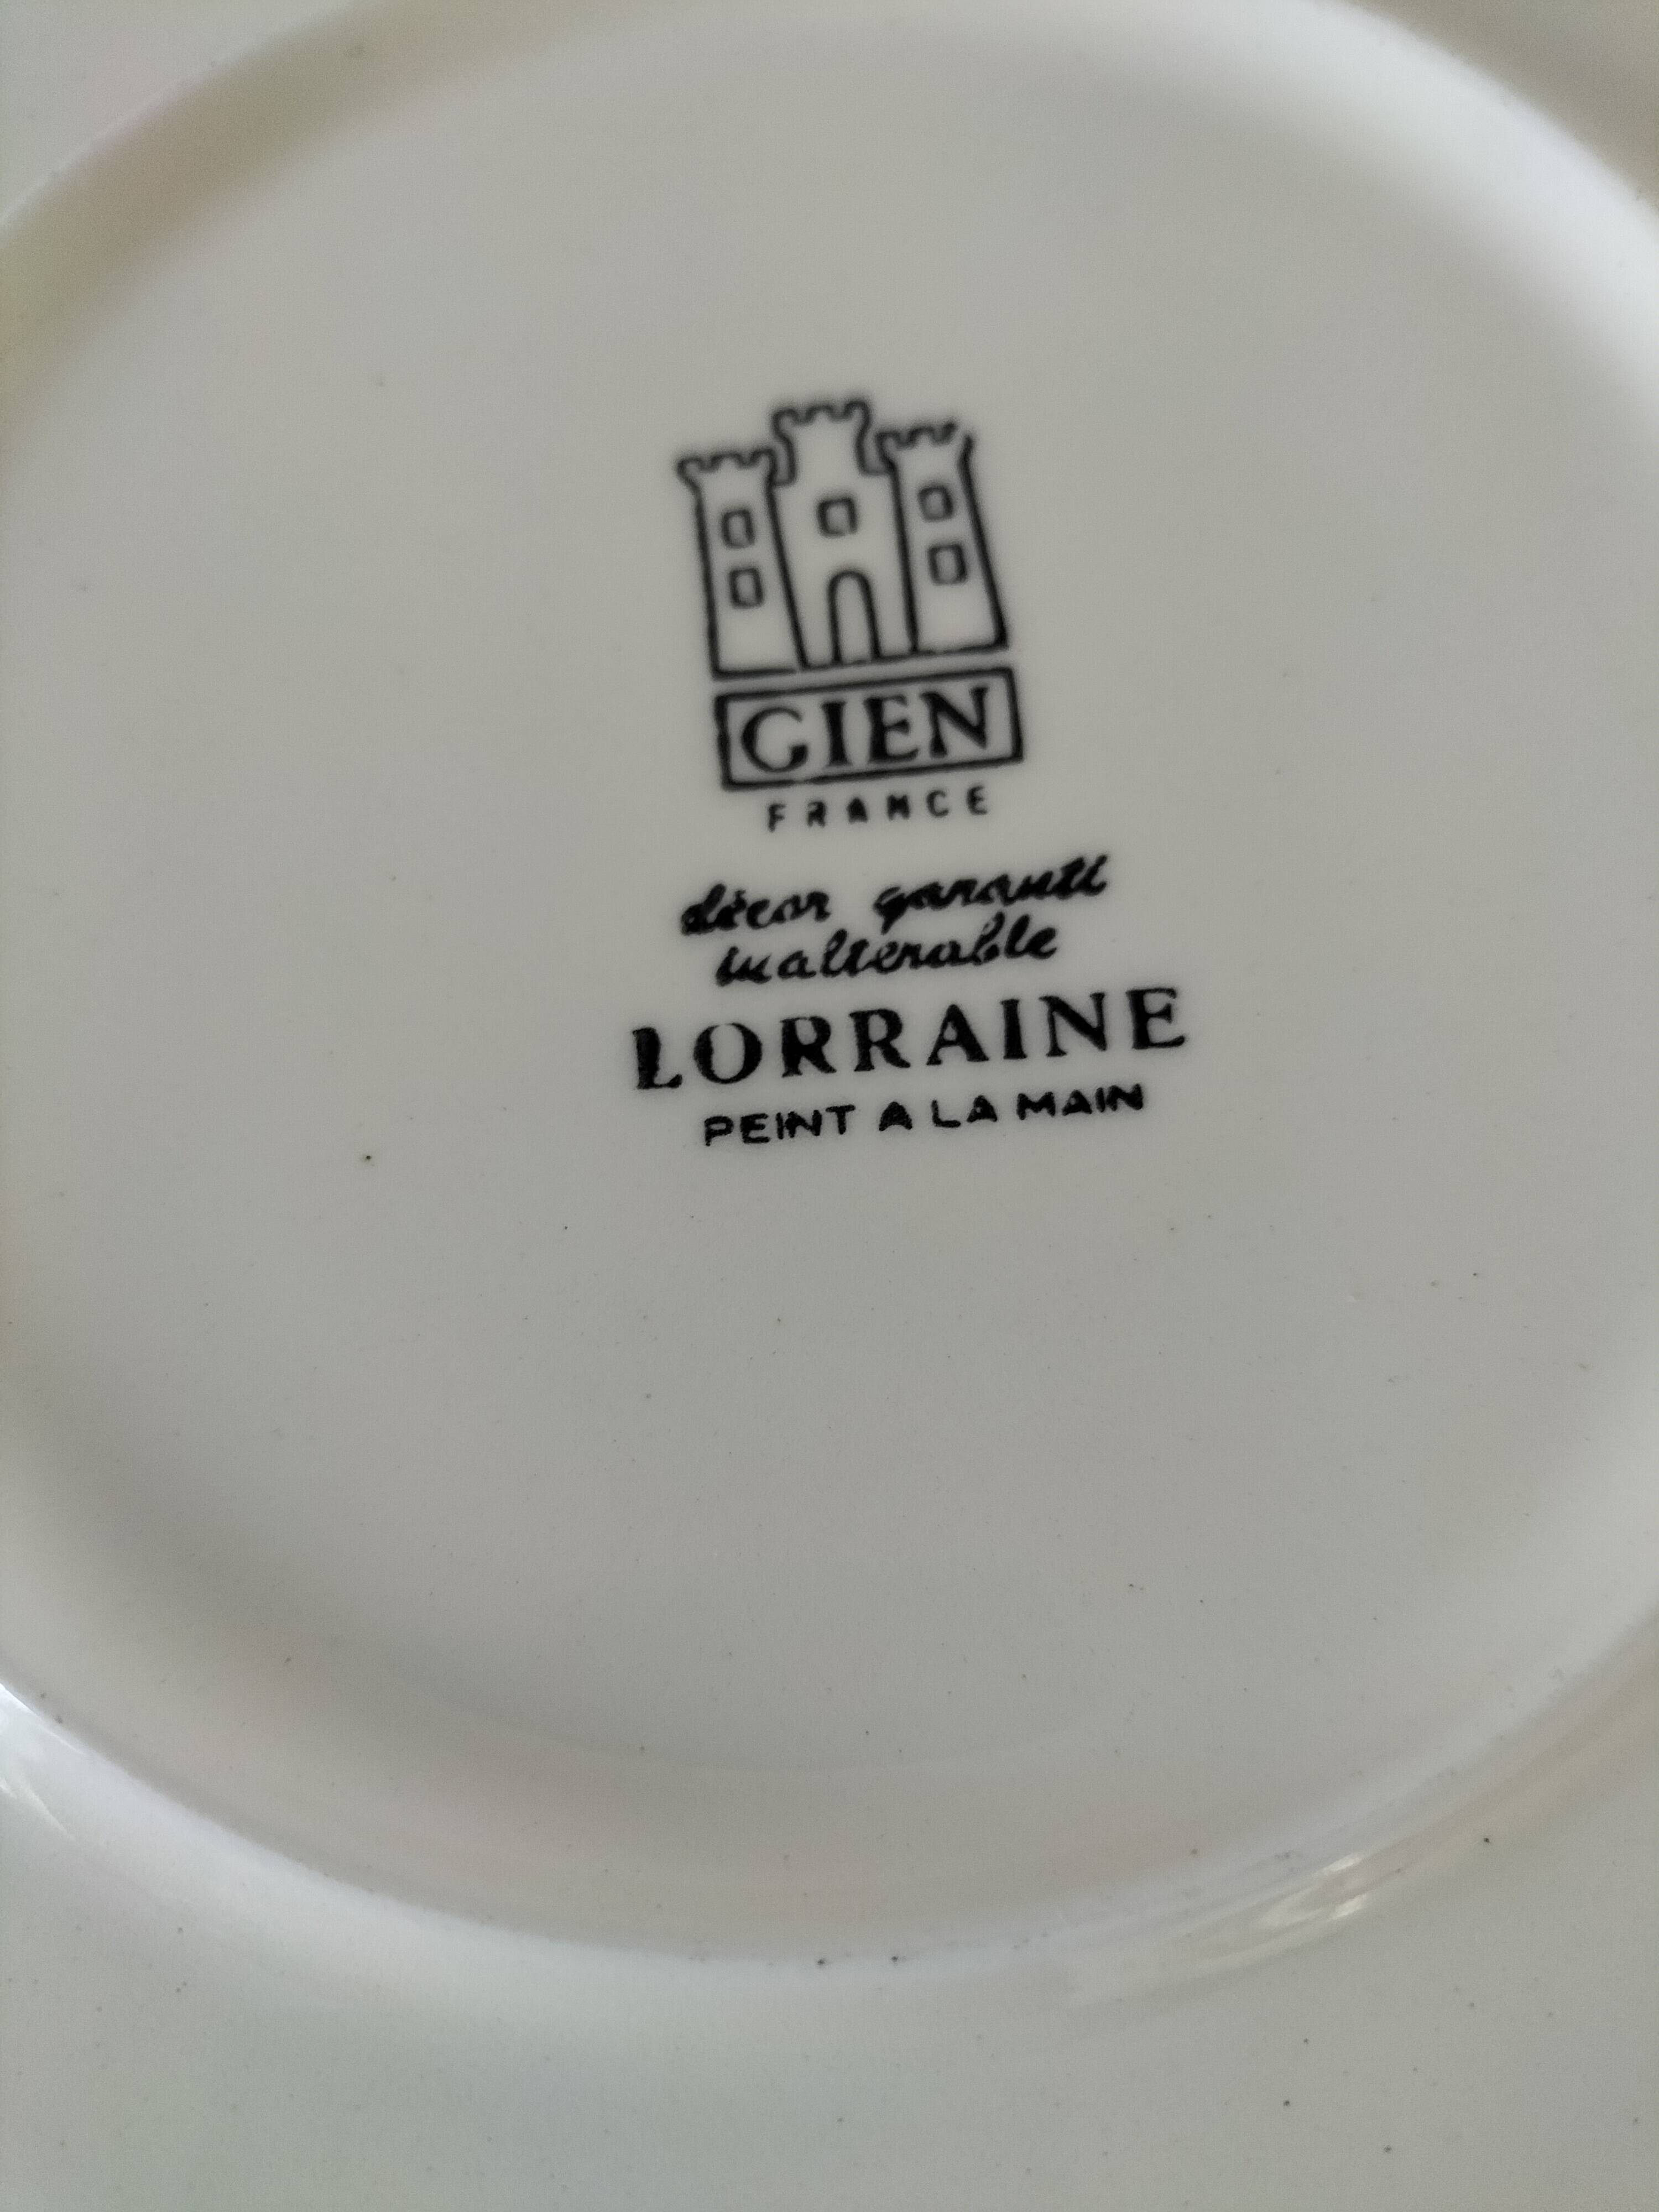 GIEN
FRANCE
décor garanti
inaltérable
LORRAINE
PEINT A LA MAIN